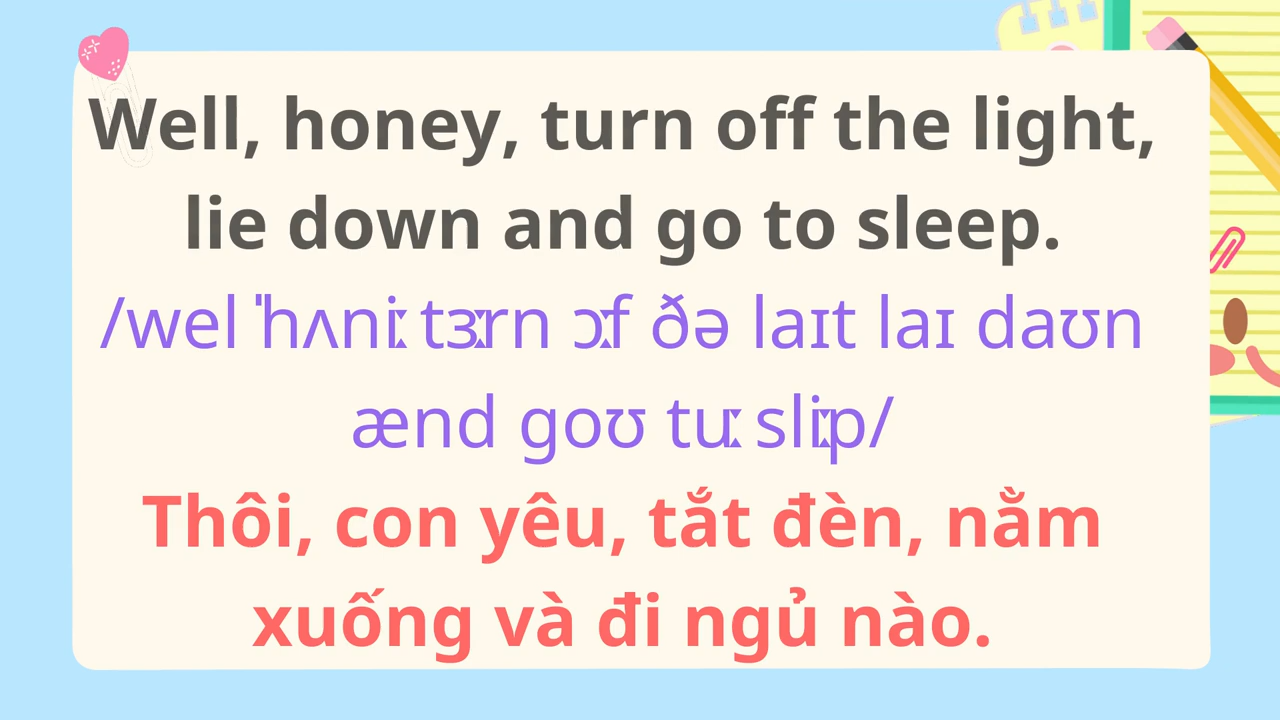 Well, honey, turn off the light,
lie down and go to sleep.
/wel ˈhʌniː tɜːrn ɔːf ðə laɪt laɪ daʊn
ænd goʊ tuː sliːp/
Thôi, con yêu, tắt đèn, nằm
xuống và đi ngủ nào.